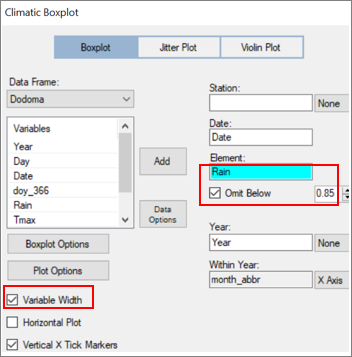 Climatic Boxplot
Boxplot Jitter Plot Violin Plot
Data Frame:
Dodoma
Variables
Year
Day
Date
doy_366
Rain
Tmax
Add
Data
Options
Boxplot Options
Plot Options
Variable Width
Horizontal Plot
Vertical X Tick Markers
Station:
None
Date:
Date
Element:
Rain
Omit Below 0.85
Year:
Year None
Within Year:
month_abbr X Axis